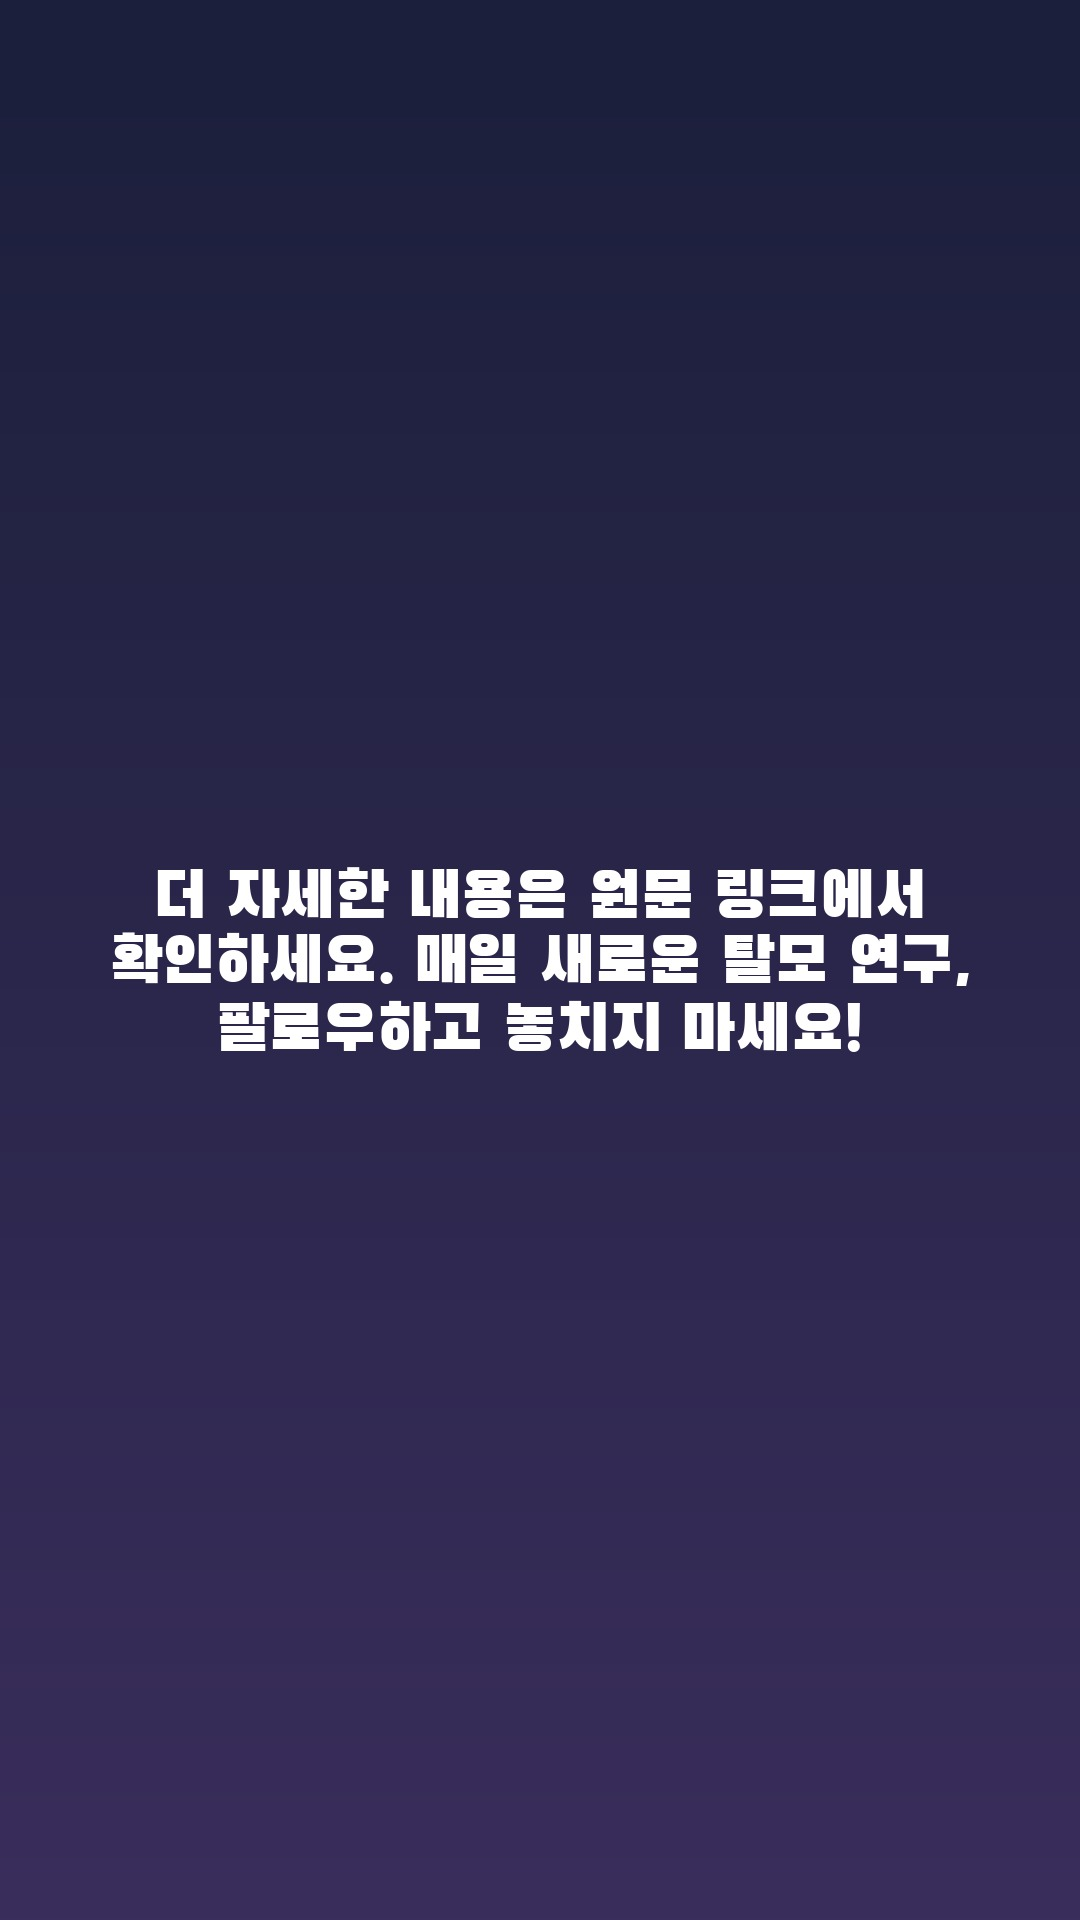 더 자세한 내용은 원문 링크에서
확인하세요. 매일 새로운 탈모 연구,
팔로우하고 놓치지 마세요!